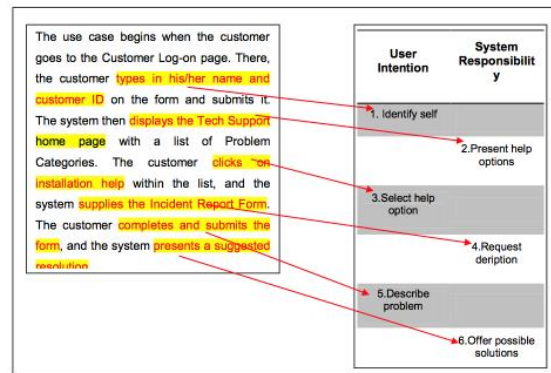 The use case begins when the customer
goes to the Customer Log-on page. There,
the customer types in his/her name and
customer ID on the form and submits it.
The system then displays the Tech Support
home page with a list of Problem
Categories. The customer clicks on
installation help within the list, and the
system supplies the Incident Report Form.
The customer completes and submits the
form, and the system presents a suggested
resolution
User
Intention
System
Responsibilit
y
1. Identify self
2.Present help
options
3.Select help
option
4.Request
deription
5.Describe
problem
6.Offer possible
solutions